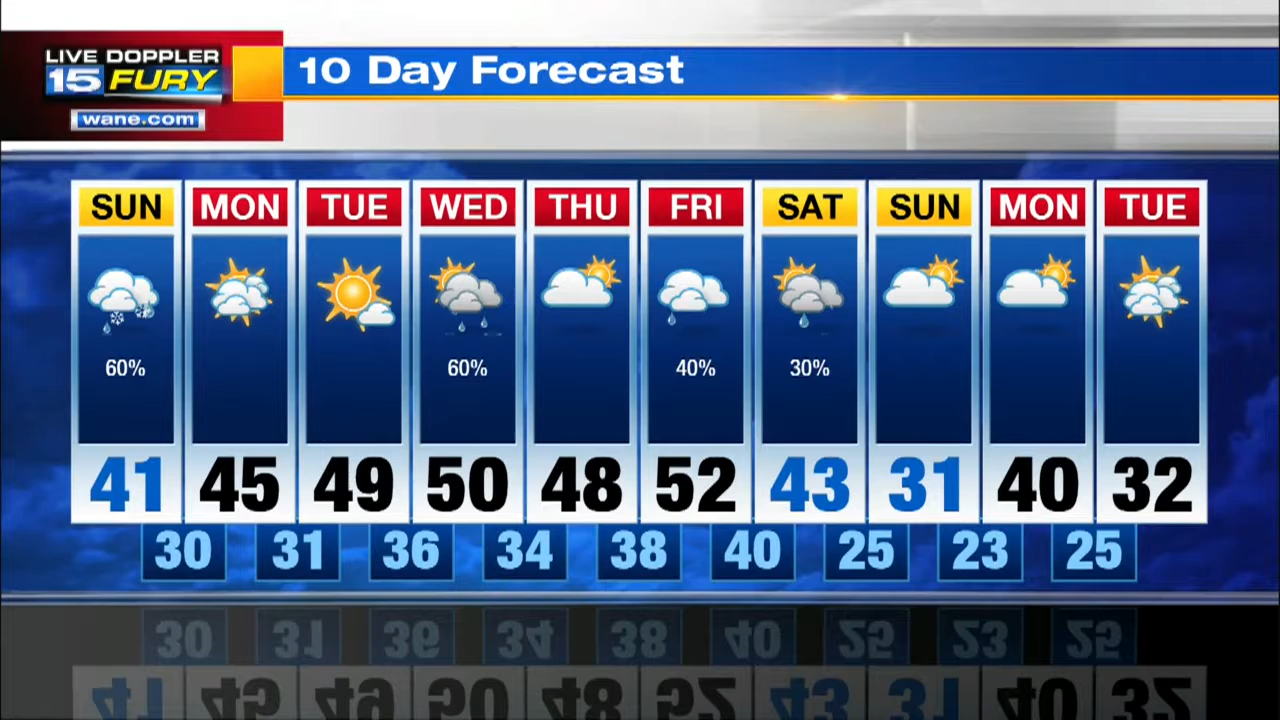 LIVE DOPPLER
15 FURY
wane.com
10 Day Forecast
SUN MON TUE WED THU FRI SAT SUN MON TUE
60% 60% 40% 30%
41 45 49 50 48 52 43 31 40 32
30 31 36 34 38 40 25 23 25